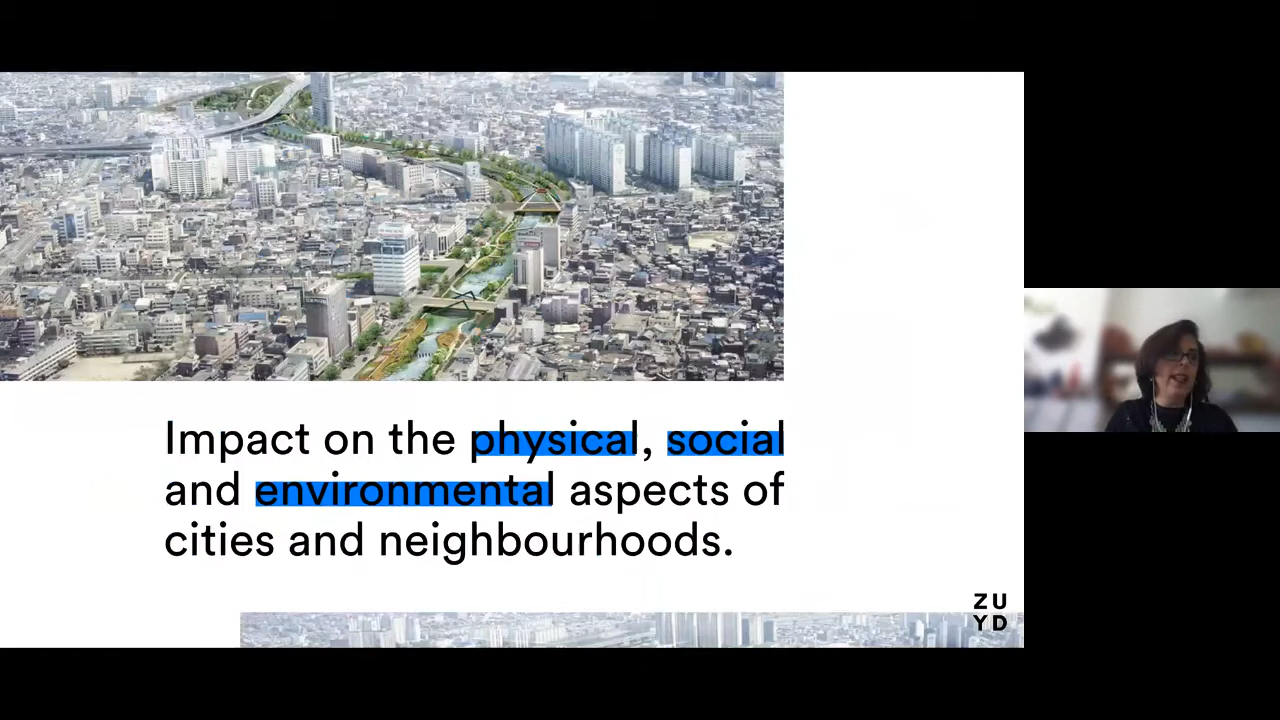 Impact on the physical, social
and environmental aspects of
cities and neighbourhoods.
ZU
YD